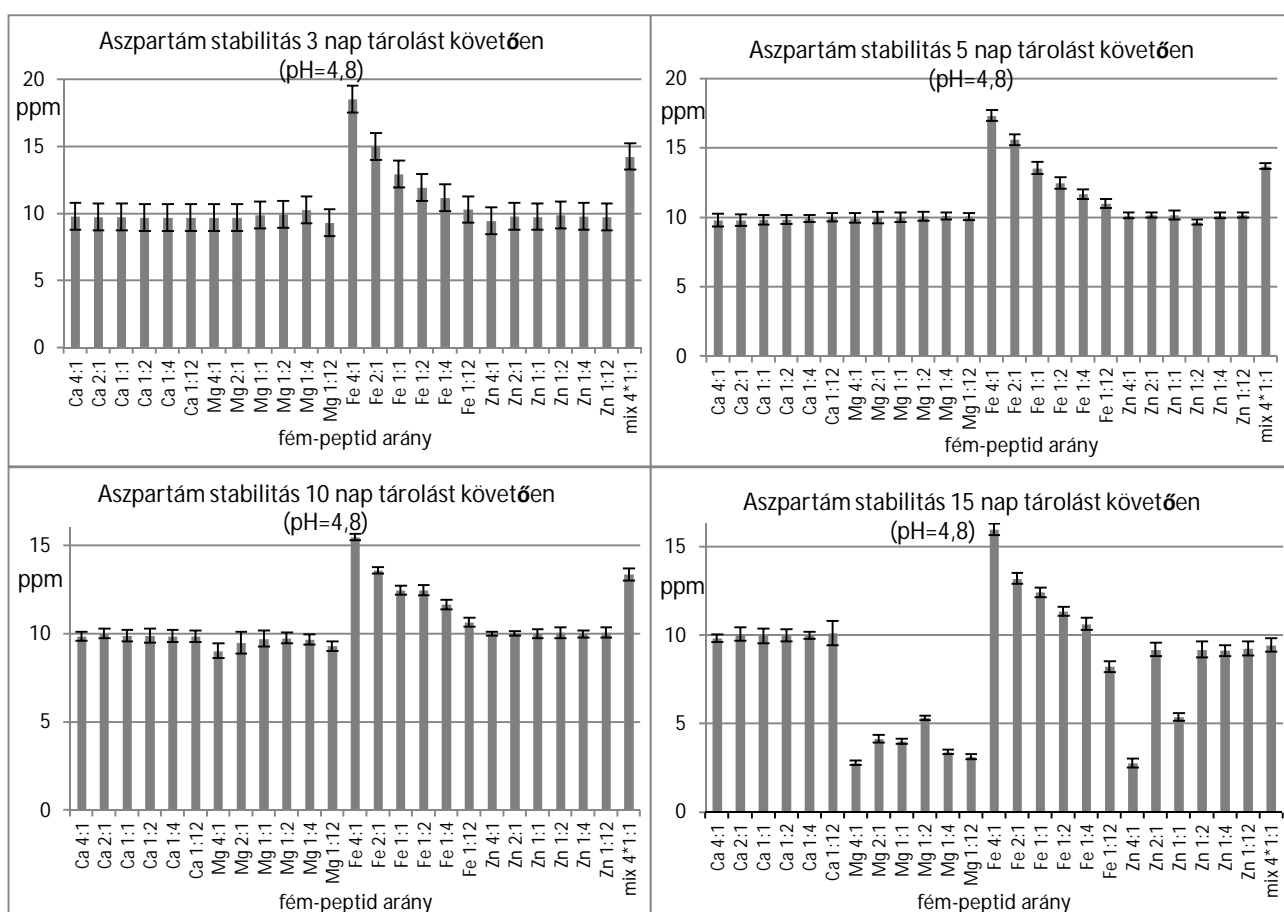 Aszpartám stabilitás 3 nap tárolást követően
(pH=4,8)
20
ppm
15
10
5
0
Ca 4:1
Ca 2:1
Ca 1:1
Ca 1:2
Ca 1:4
Ca 1:12
Mg 4:1
Mg 2:1
Mg 1:1
Mg 1:2
Mg 1:4
Mg 1:12
Fe 4:1
Fe 2:1
Fe 1:1
Fe 1:2
Fe 1:4
Fe 1:12
Zn 4:1
Zn 2:1
Zn 1:1
Zn 1:2
Zn 1:4
Zn 1:12
mix 4*1:1
fém-peptid arány
Aszpartám stabilitás 5 nap tárolást követően
(pH=4,8)
20
ppm
15
10
5
0
Ca 4:1
Ca 2:1
Ca 1:1
Ca 1:2
Ca 1:4
Ca 1:12
Mg 4:1
Mg 2:1
Mg 1:1
Mg 1:2
Mg 1:4
Mg 1:12
Fe 4:1
Fe 2:1
Fe 1:1
Fe 1:2
Fe 1:4
Fe 1:12
Zn 4:1
Zn 2:1
Zn 1:1
Zn 1:2
Zn 1:4
Zn 1:12
mix 4*1:1
fém-peptid arány
Aszpartám stabilitás 10 nap tárolást követően
(pH=4,8)
15
ppm
10
5
0
Ca 4:1
Ca 2:1
Ca 1:1
Ca 1:2
Ca 1:4
Ca 1:12
Mg 4:1
Mg 2:1
Mg 1:1
Mg 1:2
Mg 1:4
Mg 1:12
Fe 4:1
Fe 2:1
Fe 1:1
Fe 1:2
Fe 1:4
Fe 1:12
Zn 4:1
Zn 2:1
Zn 1:1
Zn 1:2
Zn 1:4
Zn 1:12
mix 4*1:1
fém-peptid arány
Aszpartám stabilitás 15 nap tárolást követően
(pH=4,8)
15
ppm
10
5
0
Ca 4:1
Ca 2:1
Ca 1:1
Ca 1:2
Ca 1:4
Ca 1:12
Mg 4:1
Mg 2:1
Mg 1:1
Mg 1:2
Mg 1:4
Mg 1:12
Fe 4:1
Fe 2:1
Fe 1:1
Fe 1:2
Fe 1:4
Fe 1:12
Zn 4:1
Zn 2:1
Zn 1:1
Zn 1:2
Zn 1:4
Zn 1:12
mix 4*1:1
fém-peptid arány